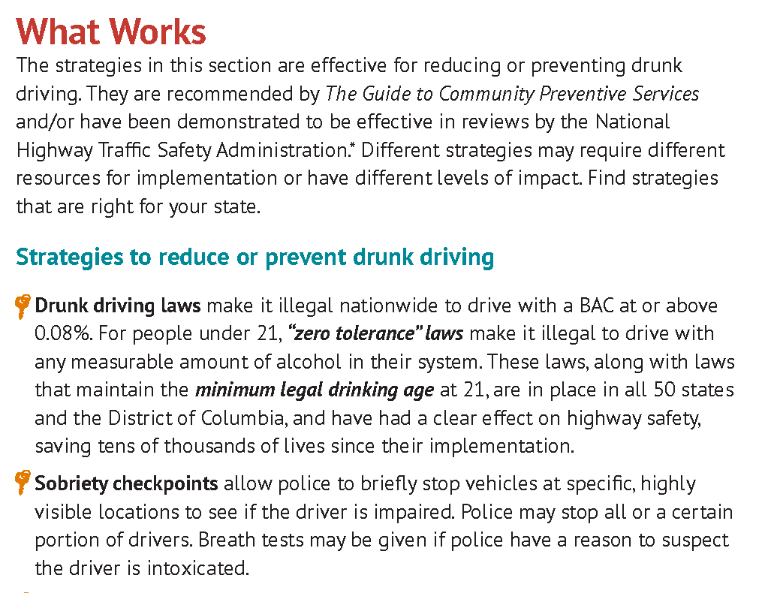 What Works
The strategies in this section are effective for reducing or preventing drunk
driving. They are recommended by The Guide to Community Preventive Services
and/or have been demonstrated to be effective in reviews by the National
Highway Traffic Safety Administration.* Different strategies may require different
resources for implementation or have different levels of impact. Find strategies
that are right for your state.
Strategies to reduce or prevent drunk driving
Drunk driving laws make it illegal nationwide to drive with a BAC at or above
0.08%. For people under 21, “zero tolerance” laws make it illegal to drive with
any measurable amount of alcohol in their system. These laws, along with laws
that maintain the minimum legal drinking age at 21, are in place in all 50 states
and the District of Columbia, and have had a clear effect on highway safety,
saving tens of thousands of lives since their implementation.
Sobriety checkpoints allow police to briefly stop vehicles at specific, highly
visible locations to see if the driver is impaired. Police may stop all or a certain
portion of drivers. Breath tests may be given if police have a reason to suspect
the driver is intoxicated.